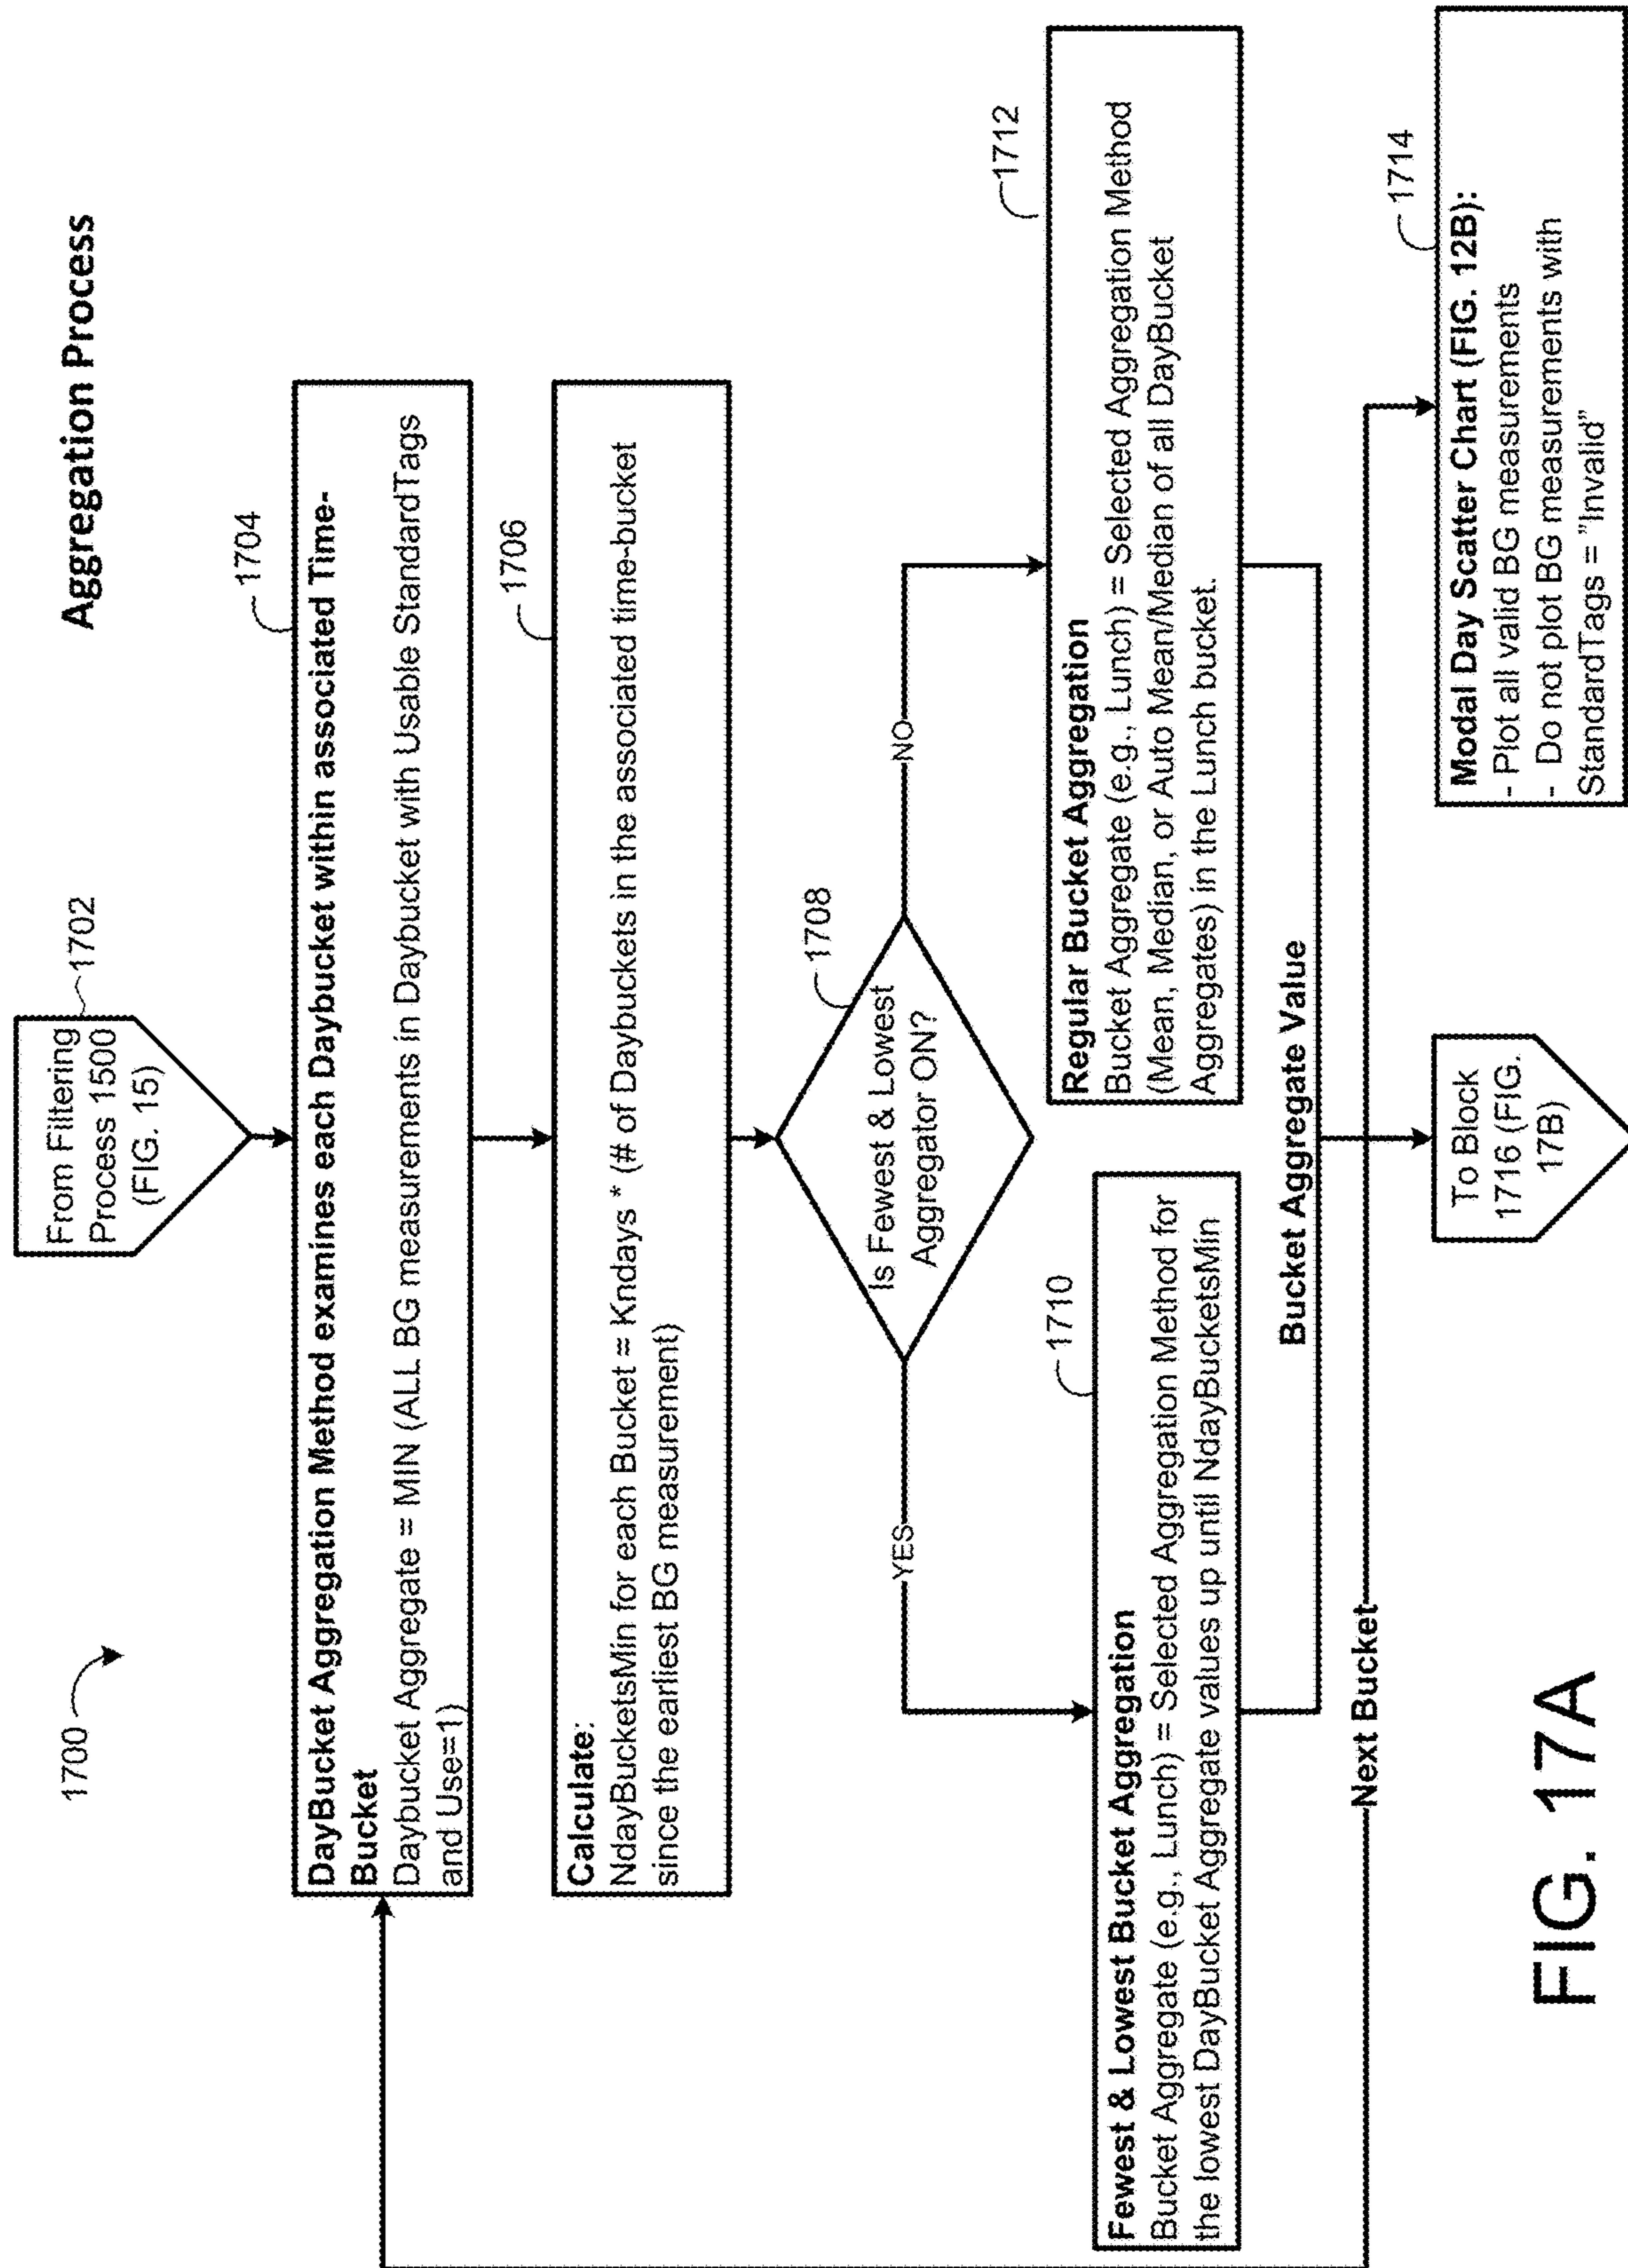 1700
Aggregation Process
From Filtering
Process 1500
(FIG. 15)
1702
1704
DayBucket Aggregation Method examines each Daybucket within associated Time-
Bucket
Daybucket Aggregate = MIN (ALL BG measurements in Daybucket with Usable StandardTags
and Use=1)
1706
Calculate:
NdayBucketsMin for each Bucket = Kndays * (# of Daybuckets in the associated time-bucket
since the earliest BG measurement)
1708
Is Fewest & Lowest
Aggregator ON?
YES
NO
1710
Fewest & Lowest Bucket Aggregation
Bucket Aggregate (e.g., Lunch) = Selected Aggregation Method for
the lowest DayBucket Aggregate values up until NdayBucketsMin
1712
Regular Bucket Aggregation
Bucket Aggregate (e.g., Lunch) = Selected Aggregation Method
(Mean, Median, or Auto Mean/Median of all DayBucket
Aggregates) in the Lunch bucket.
Bucket Aggregate Value
Next Bucket
To Block
1716 (FIG.
17B)
1714
Modal Day Scatter Chart (FIG. 12B):
- Plot all valid BG measurements
- Do not plot BG measurements with
StandardTags = "Invalid"
FIG. 17A